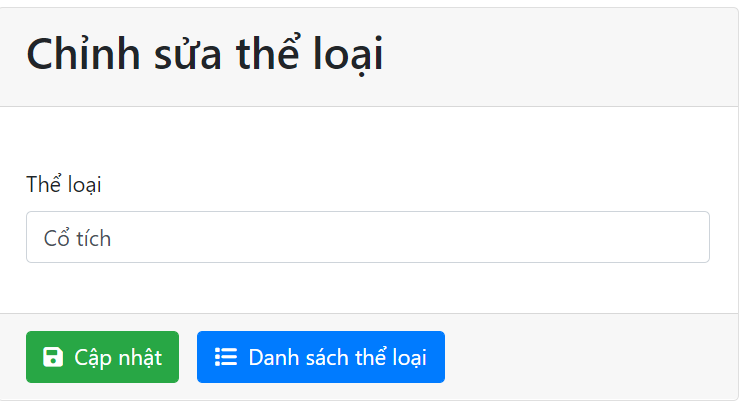 Chỉnh sửa thể loại
Thể loại
Cổ tích
Cập nhật
Danh sách thể loại